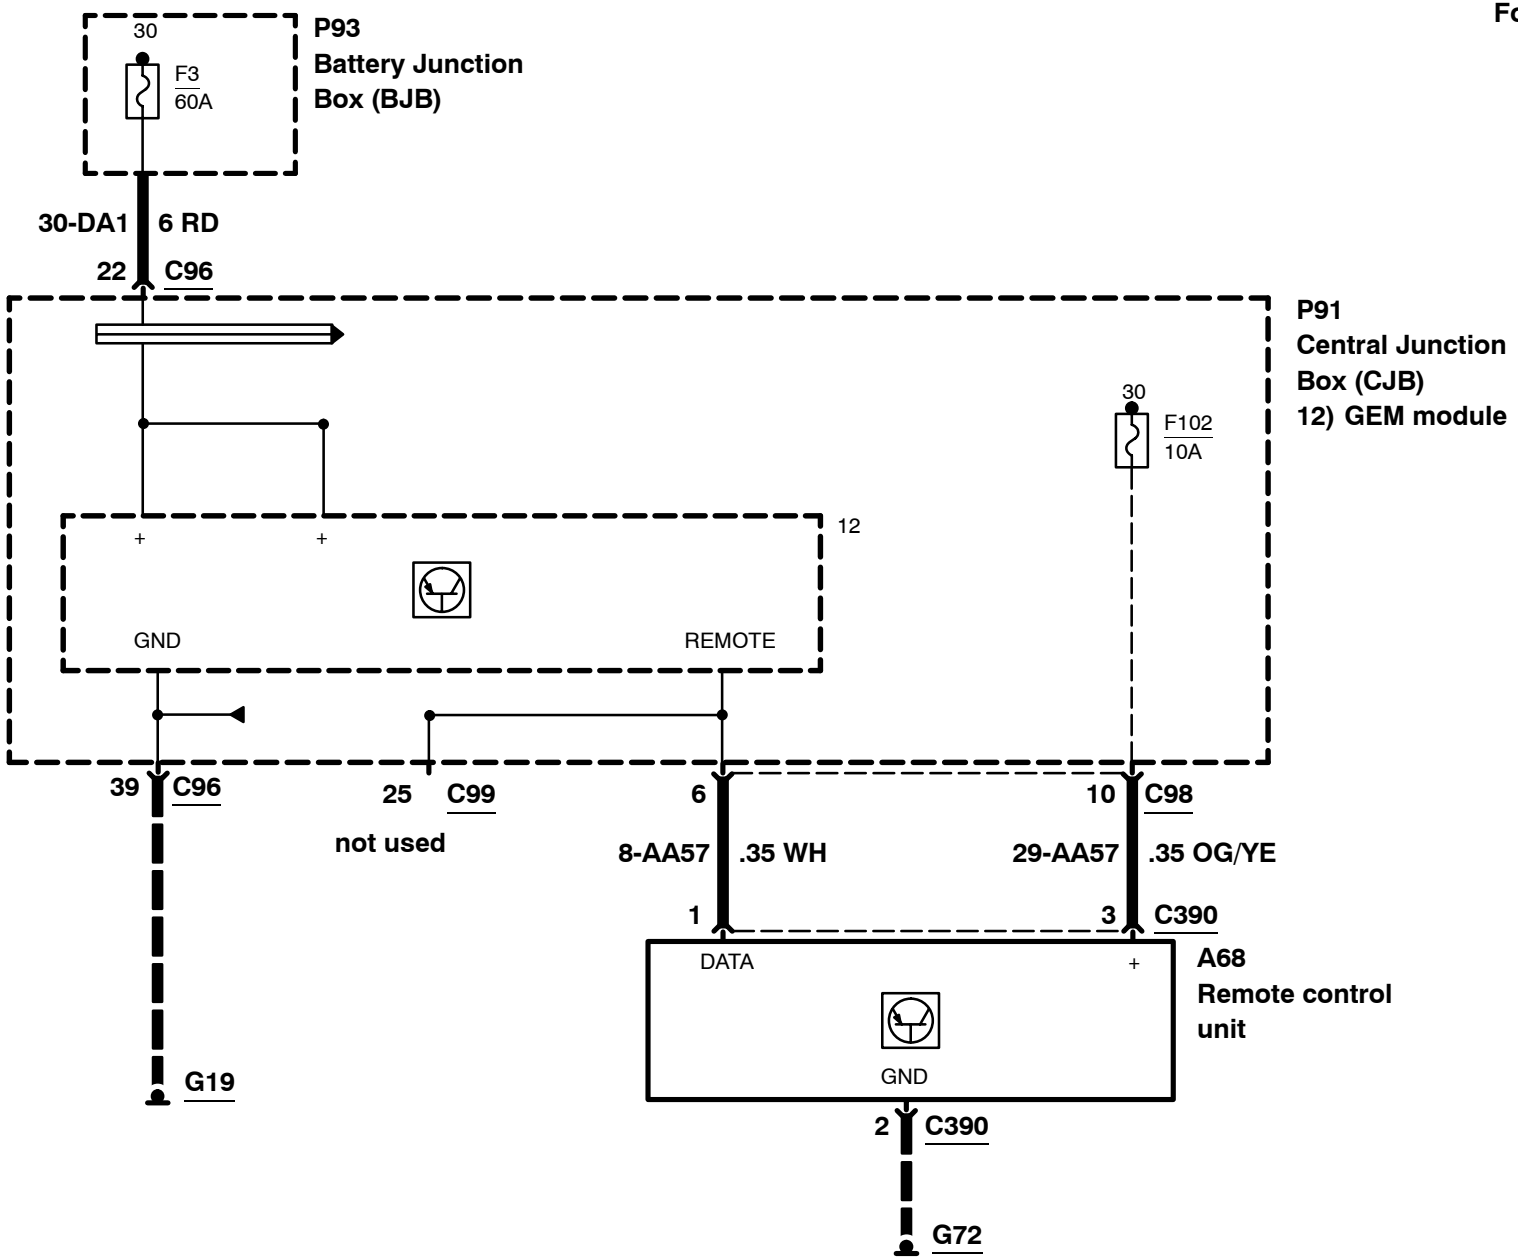 Fo
30
F3
60A
P93
Battery Junction
Box (BJB)
30-DA1 6 RD
22 C96
P91
Central Junction
Box (CJB)
12) GEM module
30
F102
10A
12
+ +
GND REMOTE
39 C96
25 C99
not used
6
10 C98
8-AA57 .35 WH
29-AA57 .35 OG/YE
1
3 C390
DATA +
GND
A68
Remote control
unit
G19
2 C390
G72